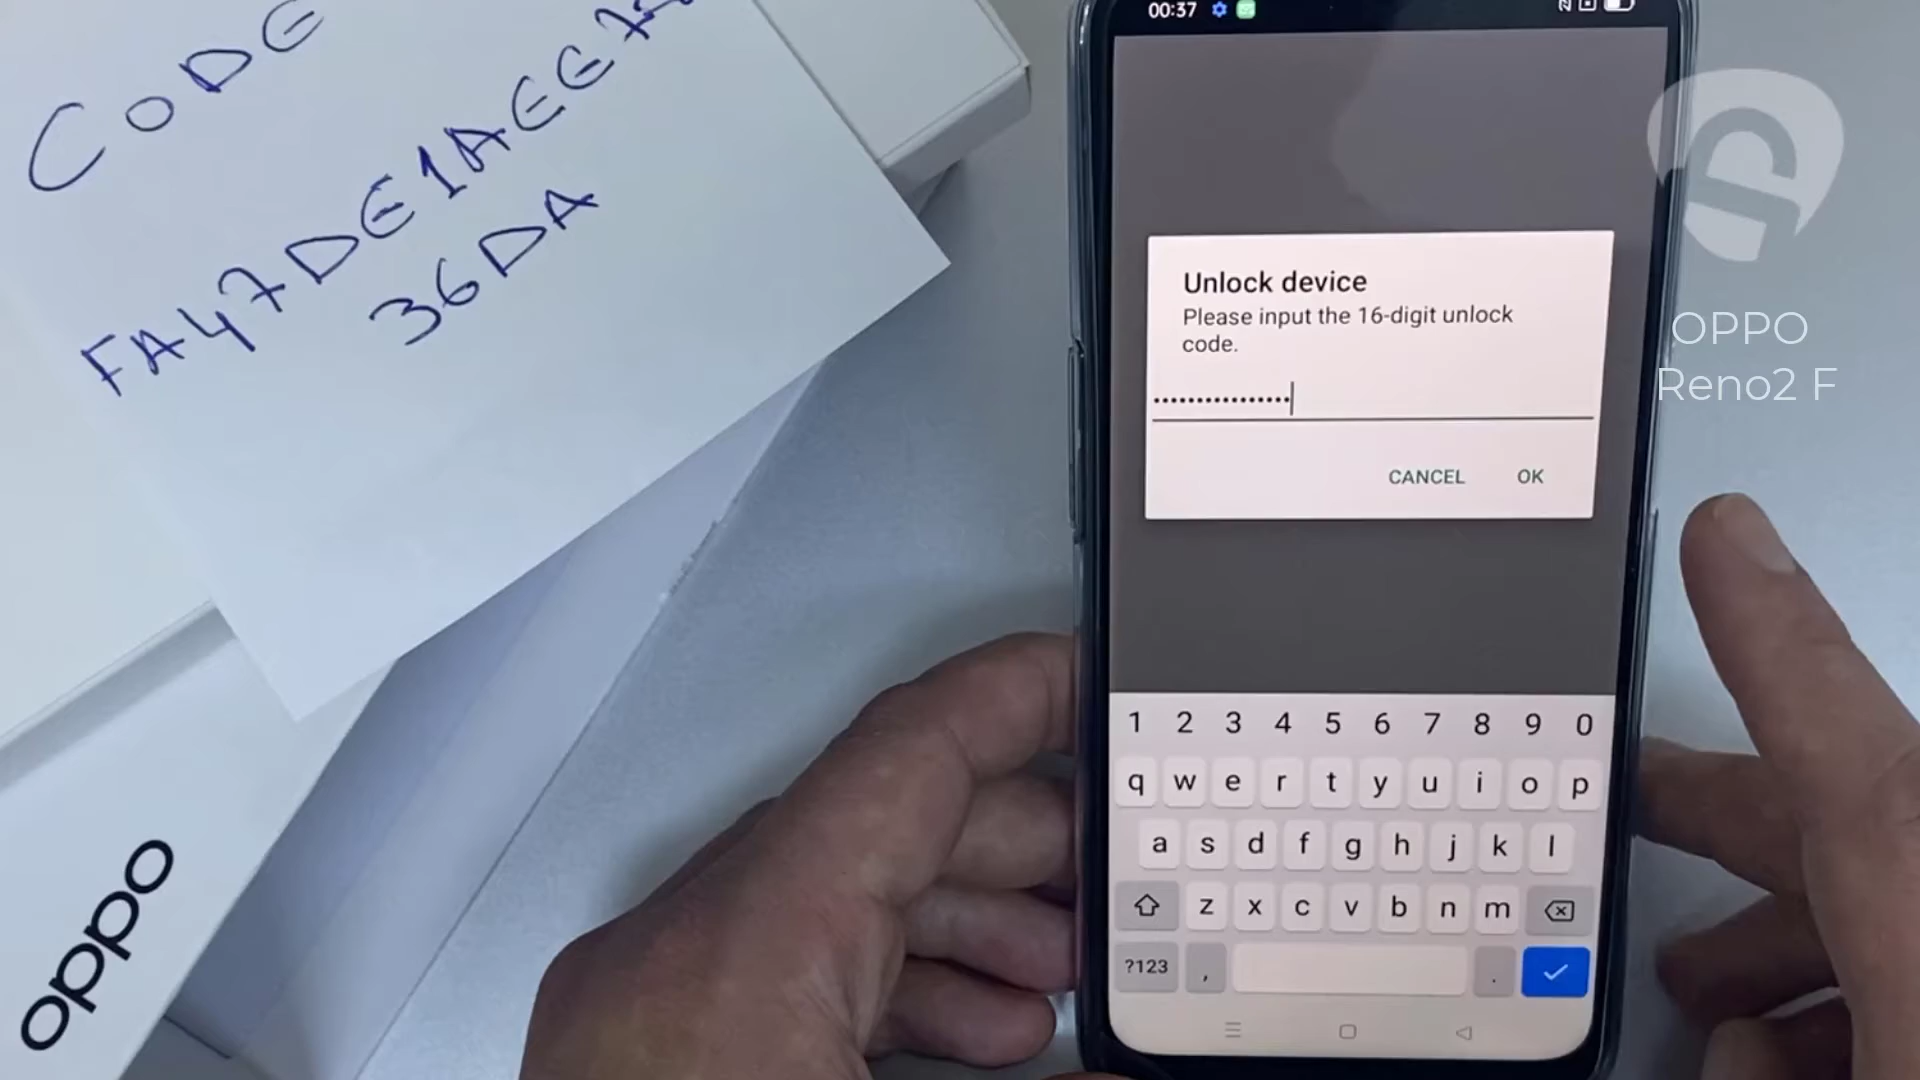 CODE
FA47DE1AEE7
36DA
oppo
00:37
Unlock device
Please input the 16-digit unlock
code.
••••••••••••••••
CANCEL OK
1 2 3 4 5 6 7 8 9 0
q w e r t y u i o p
a s d f g h j k l
z x c v b n m
?123 , .
OPPO
Reno2 F